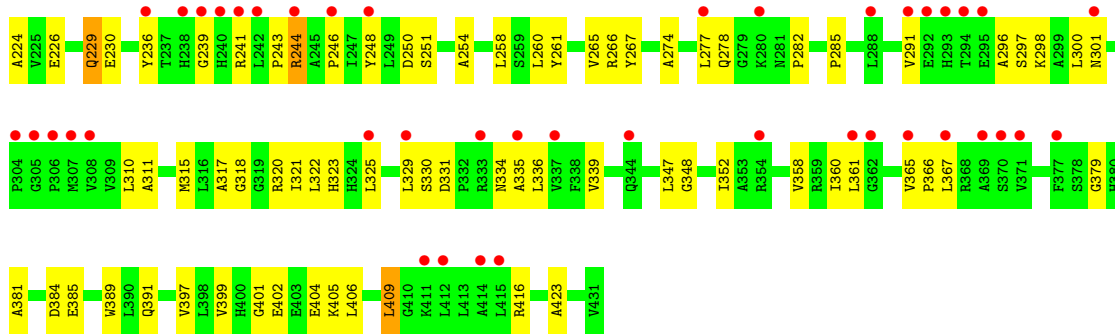 A224 V225 E226 Q229 E230 Y236 T237 H238 G239 H240 R241 L242 P243 R244 A245 P246 I247 Y248 L249 D250 S251 A254 L258 S259 L260 Y261 V265 R266 Y267 A274 L277 Q278 G279 K280 N281 P282 P285 L288 V291 E292 H293 T294 E295 A296 S297 K298 A299 L300 N301
P304 G305 P306 M307 V308 V309 L310 A311 M315 L316 A317 G318 G319 R320 I321 L322 H323 H324 L325 L329 S330 D331 P332 R333 N334 A335 L336 V337 F338 V339 Q344 L347 G348 I352 A353 R354 V358 R359 I360 L361 G362 V365 P366 L367 R368 A369 S370 V371 F377 S378 G379 H380
A381 D384 E385 W389 L390 Q391 V397 L398 V399 H400 G401 E402 E403 E404 K405 L406 L409 G410 K411 L412 L413 A414 L415 R416 A423 V431